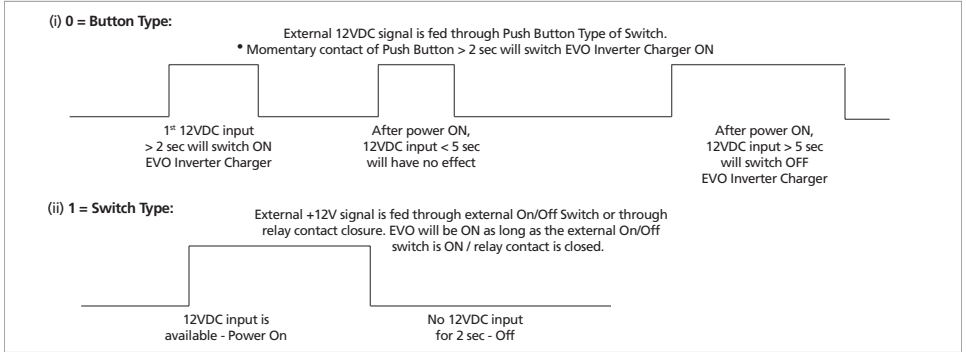 (i) 0 = Button Type:
External 12VDC signal is fed through Push Button Type of Switch.
• Momentary contact of Push Button > 2 sec will switch EVO Inverter Charger ON
1st 12VDC input
> 2 sec will switch ON
EVO Inverter Charger
After power ON,
12VDC input < 5 sec
will have no effect
After power ON,
12VDC input > 5 sec
will switch OFF
EVO Inverter Charger
(ii) 1 = Switch Type:
External +12V signal is fed through external On/Off Switch or through
relay contact closure. EVO will be ON as long as the external On/Off
switch is ON / relay contact is closed.
12VDC input is
available - Power On
No 12VDC input
for 2 sec - Off